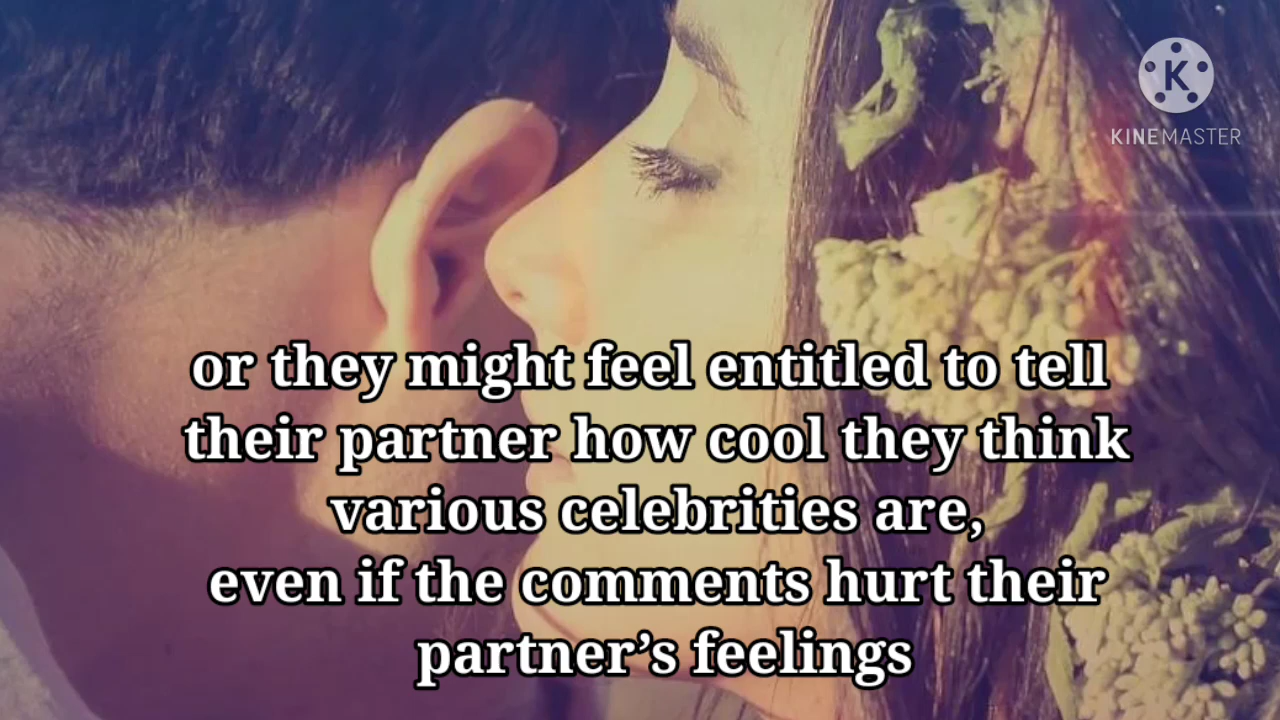 K
KINEMASTER
or they might feel entitled to tell
their partner how cool they think
various celebrities are,
even if the comments hurt their
partner’s feelings